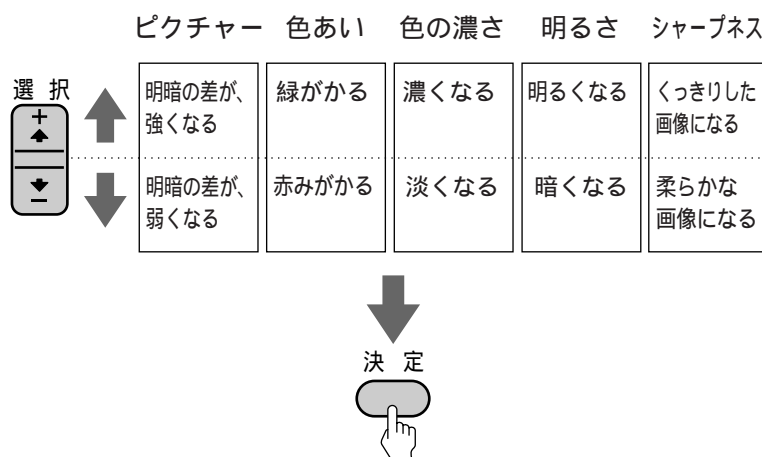 ピクチャー 色あい 色の濃さ 明るさ シャープネス
選 択
+
明暗の差が、
強くなる
緑がかる
濃くなる
明るくなる
くっきりした
画像になる
−
明暗の差が、
弱くなる
赤みがかる
淡くなる
暗くなる
柔らかな
画像になる
決 定